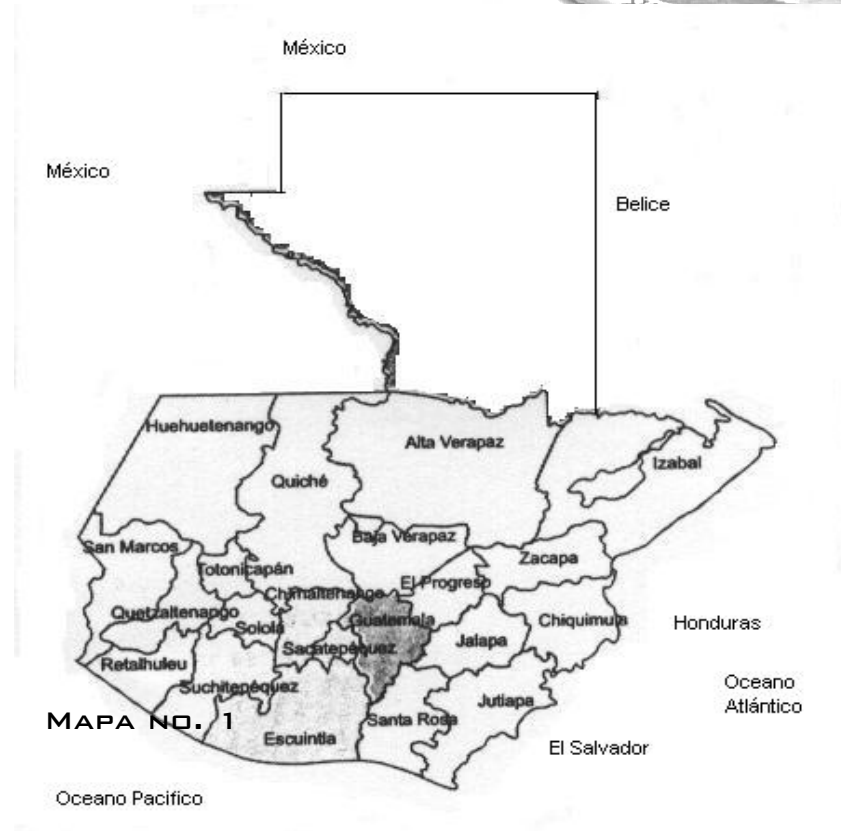 México
México
Belice
Huehuetenango
Alta Verapaz
Izabal
Quiché
San Marcos
Baja Verapaz
Zacapa
Totonicapán
El Progreso
Chimaltenango
Quetzaltenango
Guatemala
Chiquimula
Honduras
Sololá
Jalapa
Sacatepéquez
Retalhuleu
Suchitepéquez
Oceano
Atlántico
Jutiapa
MAPA NO. 1
Santa Rosa
Escuintla
El Salvador
Oceano Pacifico